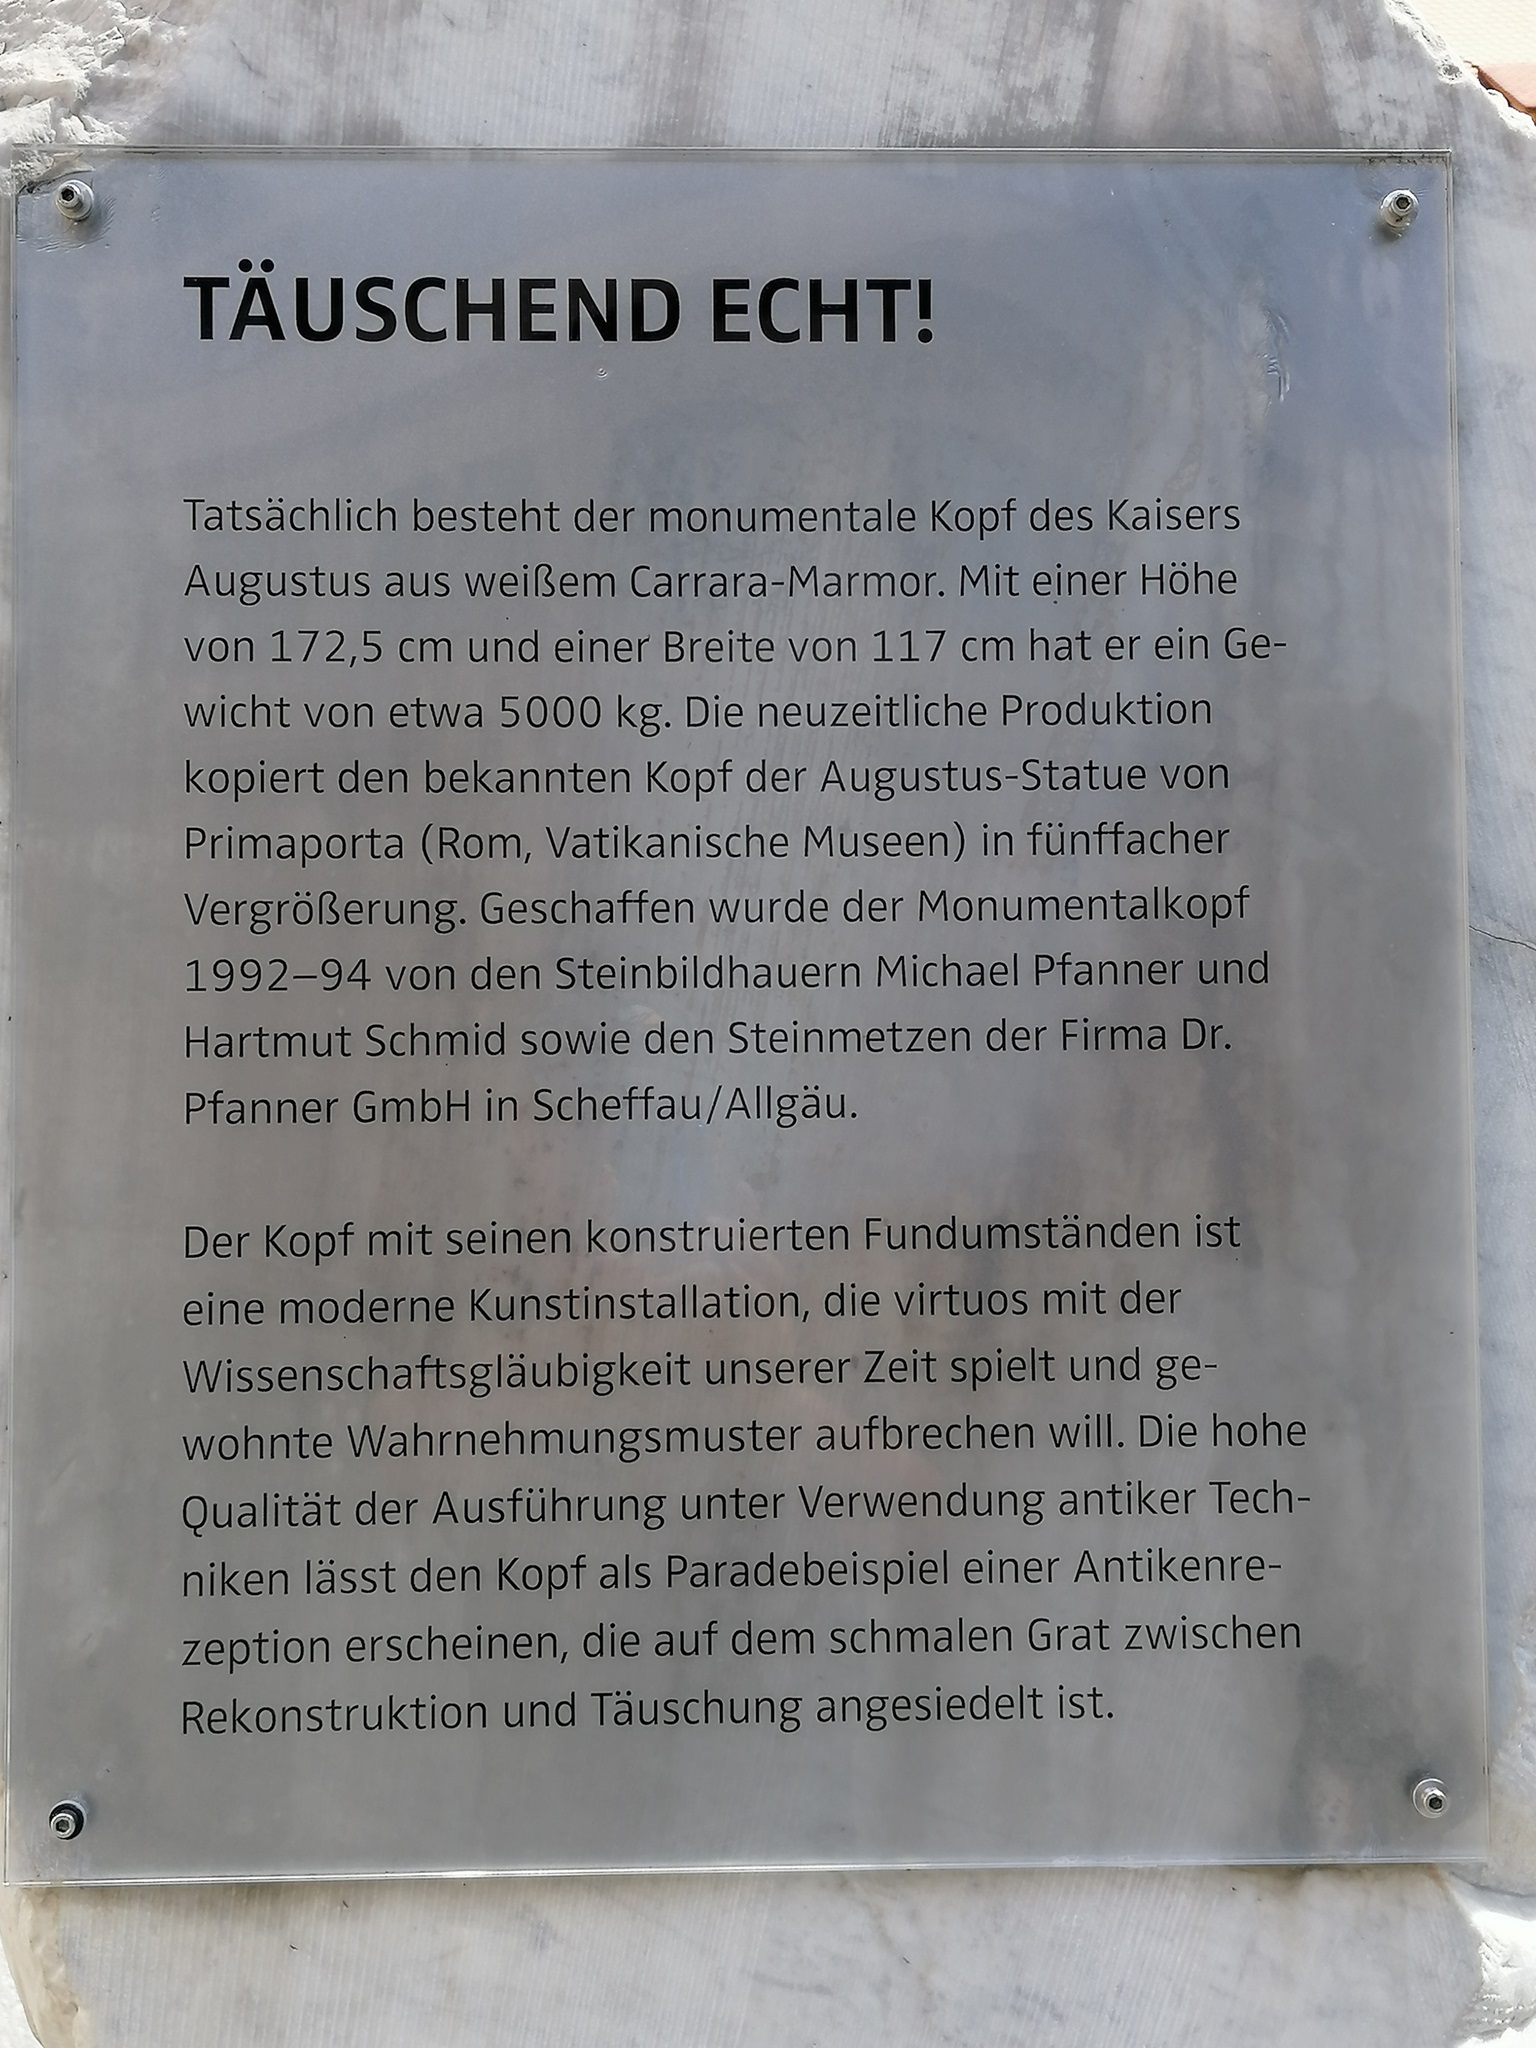 TÄUSCHEND ECHT!
Tatsächlich besteht der monumentale Kopf des Kaisers
Augustus aus weißem Carrara-Marmor. Mit einer Höhe
von 172,5 cm und einer Breite von 117 cm hat er ein Ge-
wicht von etwa 5000 kg. Die neuzeitliche Produktion
kopiert den bekannten Kopf der Augustus-Statue von
Primaporta (Rom, Vatikanische Museen) in fünffacher
Vergrößerung. Geschaffen wurde der Monumentalkopf
1992–94 von den Steinbildhauern Michael Pfanner und
Hartmut Schmid sowie den Steinmetzen der Firma Dr.
Pfanner GmbH in Scheffau/Allgäu.
Der Kopf mit seinen konstruierten Fundumständen ist
eine moderne Kunstinstallation, die virtuos mit der
Wissenschaftsgläubigkeit unserer Zeit spielt und ge-
wohnte Wahrnehmungsmuster aufbrechen will. Die hohe
Qualität der Ausführung unter Verwendung antiker Tech-
niken lässt den Kopf als Paradebeispiel einer Antikenre-
zeption erscheinen, die auf dem schmalen Grat zwischen
Rekonstruktion und Täuschung angesiedelt ist.